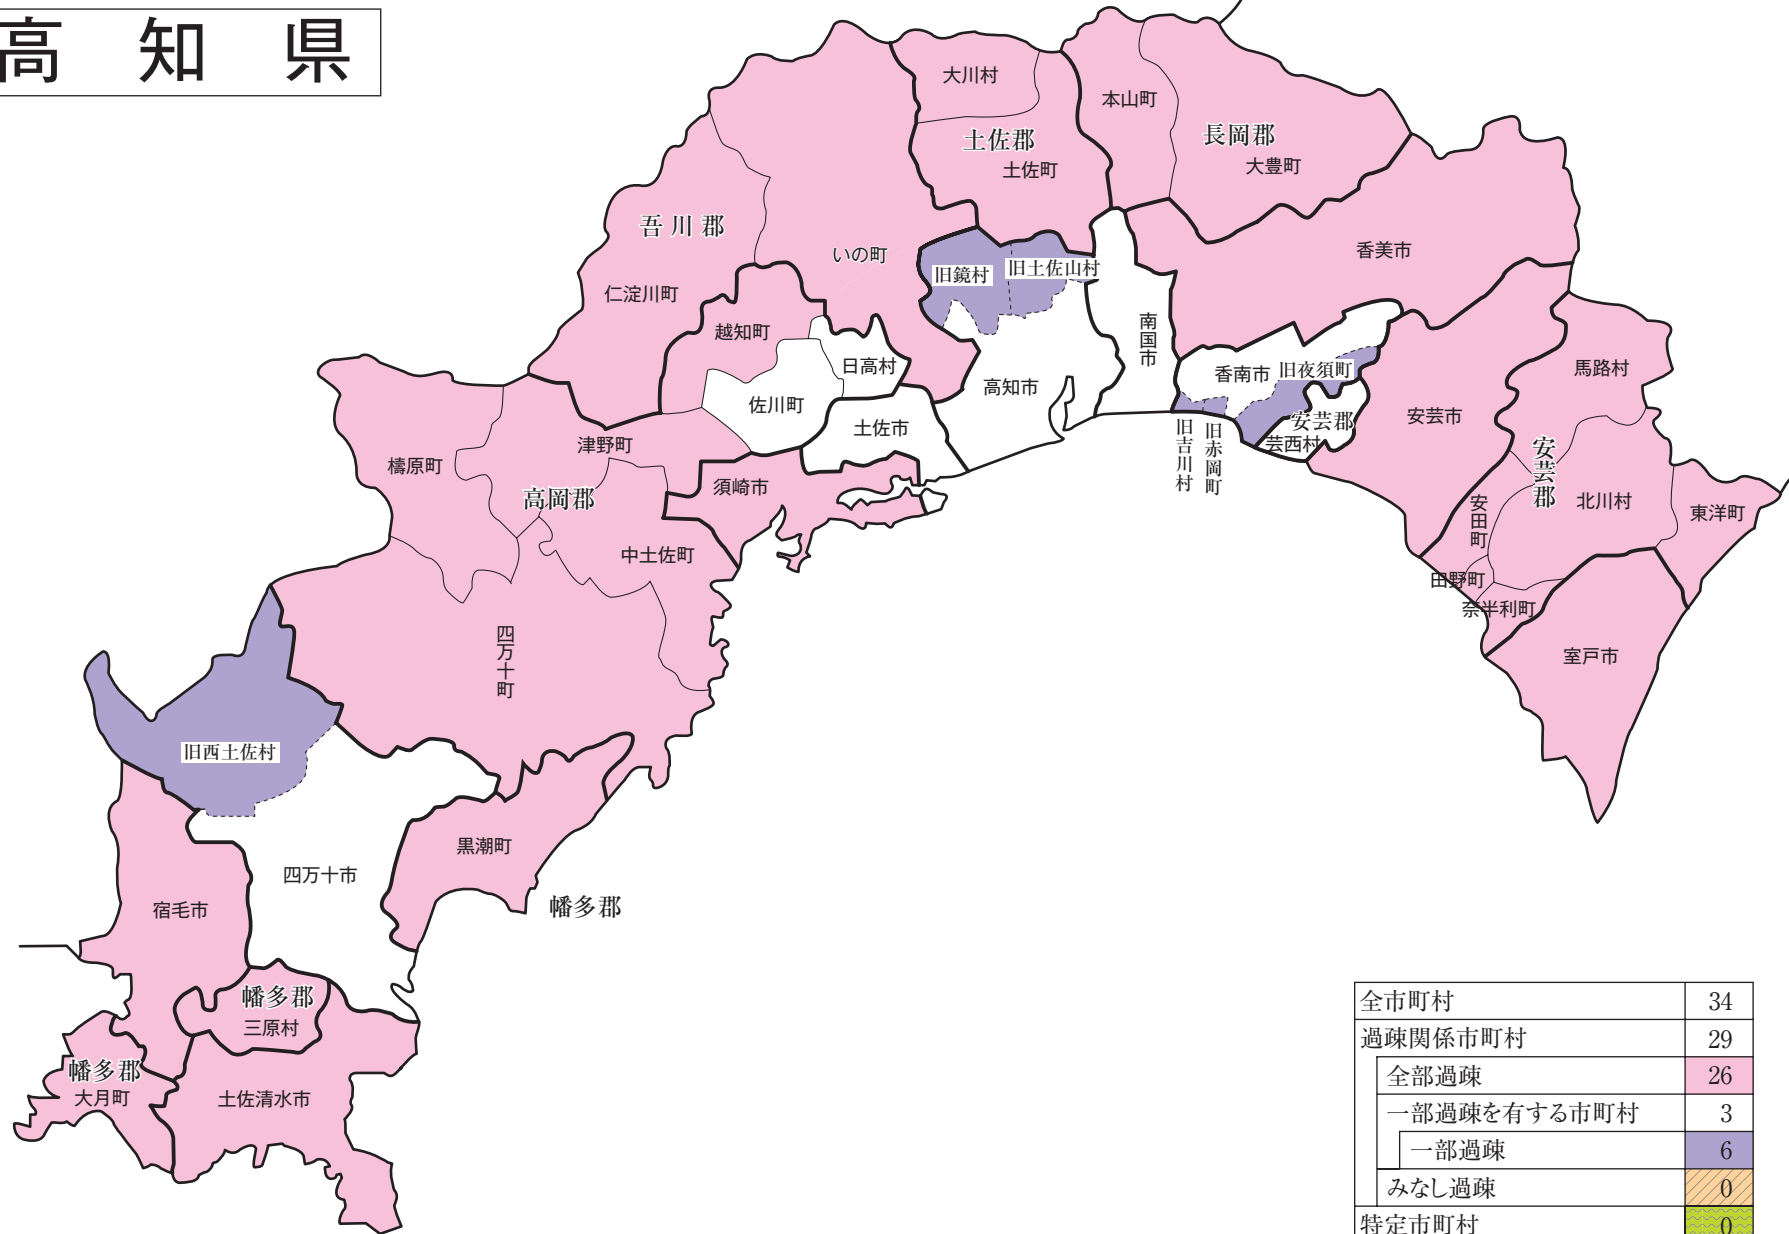 高知県
大川村
本山町
土佐郡
長岡郡
土佐町
大豊町
吾川郡
いの町
香美市
旧鏡村
旧土佐山村
仁淀川町
越知町
南国市
日高村
高知市
香南市
旧夜須町
馬路村
佐川町
土佐市
安芸郡
芸西村
安芸市
旧吉川村
旧赤岡町
津野町
檮原町
須崎市
高岡郡
安芸郡
北川村
安田町
東洋町
中土佐町
田野町
奈半利町
四万十町
室戸市
旧西土佐村
黒潮町
四万十市
幡多郡
宿毛市
幡多郡
三原村
幡多郡
大月町
土佐清水市
全市町村 34
過疎関係市町村 29
全部過疎 26
一部過疎を有する市町村 3
一部過疎 6
みなし過疎 0
特定市町村 0